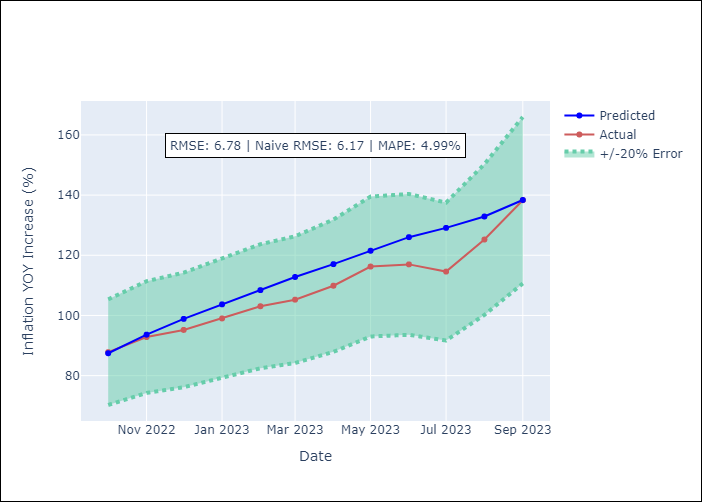 RMSE: 6.78 | Naive RMSE: 6.17 | MAPE: 4.99%
Predicted
Actual
+/-20% Error
Inflation YOY Increase (%)
160
140
120
100
80
Nov 2022
Jan 2023
Mar 2023
May 2023
Jul 2023
Sep 2023
Date